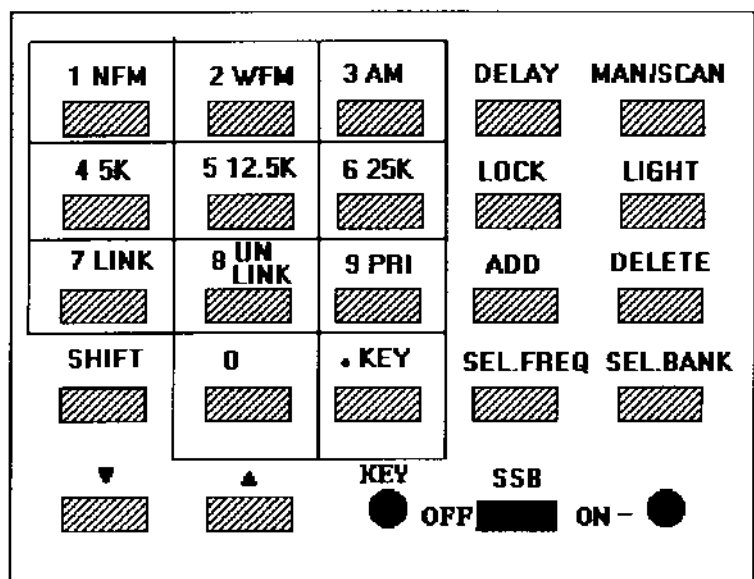 1 NFM 2 WFM 3 AM DELAY MAN/SCAN
4 5K 5 12.5K 6 25K LOCK LIGHT
7 LINK 8 UN LINK 9 PRI ADD DELETE
SHIFT 0 . KEY SEL.FREQ SEL.BANK
▼ ▲ KEY SSB
OFF ON –